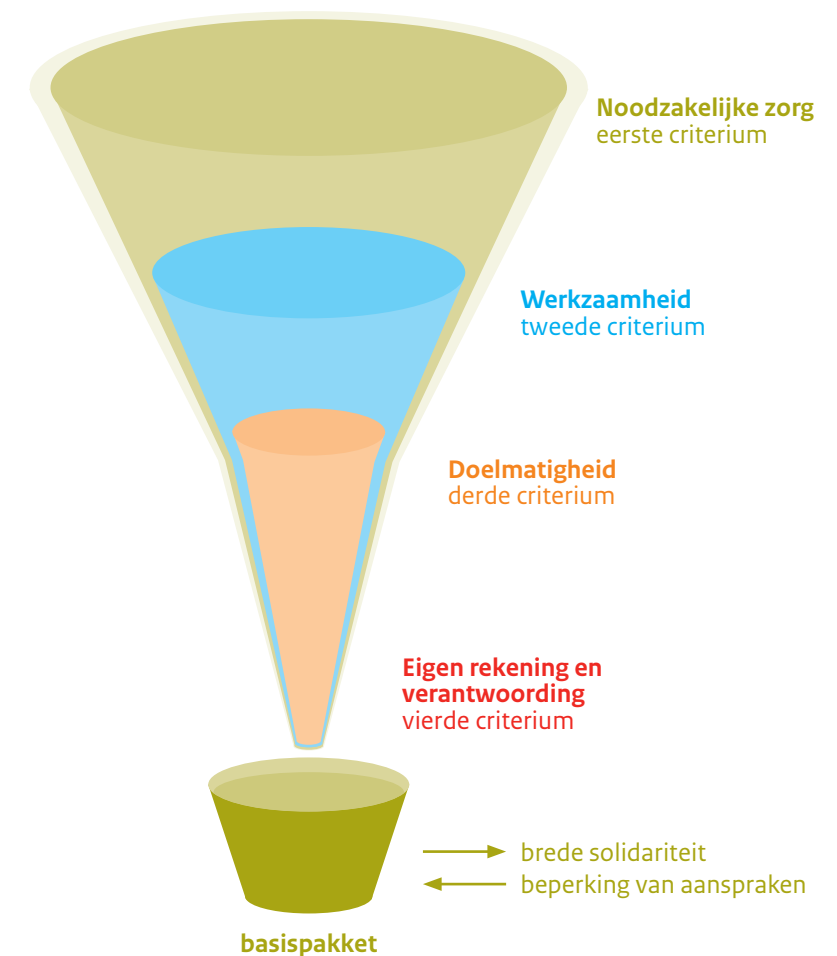 Noodzakelijke zorg
eerste criterium
Werkzaamheid
tweede criterium
Doelmatigheid
derde criterium
Eigen rekening en
verantwoording
vierde criterium
brede solidariteit
beperking van aanspraken
basispakket